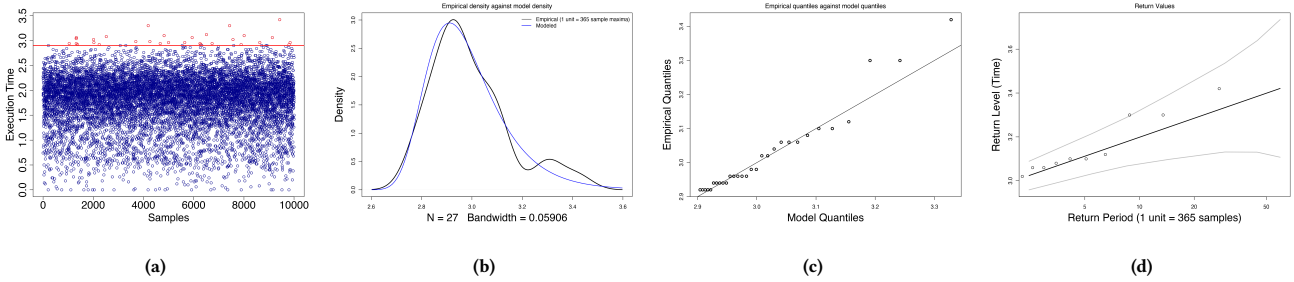 Empirical density against model density
Empirical quantiles against model quantiles
Return Values
3.5
3.0
2.5
2.0
1.5
1.0
0.5
0.0
Execution Time
0
2000
4000
6000
8000
10000
Samples
Empirical (1 unit = 365 sample maxima)
Modeled
3.0
2.5
2.0
1.5
1.0
0.5
0.0
Density
2.6
2.8
3.0
3.2
3.4
3.6
N = 27 Bandwidth = 0.05906
3.4
3.3
3.2
3.1
3.0
2.9
Empirical Quantiles
2.9
3.0
3.1
3.2
3.3
Model Quantiles
3.6
3.4
3.2
3.0
Return Level (Time)
5
10
20
50
Return Period (1 unit = 365 samples)
(a)
(b)
(c)
(d)